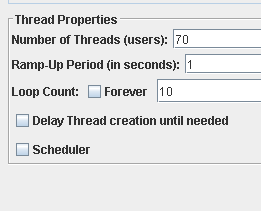 Thread Properties
Number of Threads (users): 70
Ramp-Up Period (in seconds): 1
Loop Count: Forever 10
Delay Thread creation until needed
Scheduler